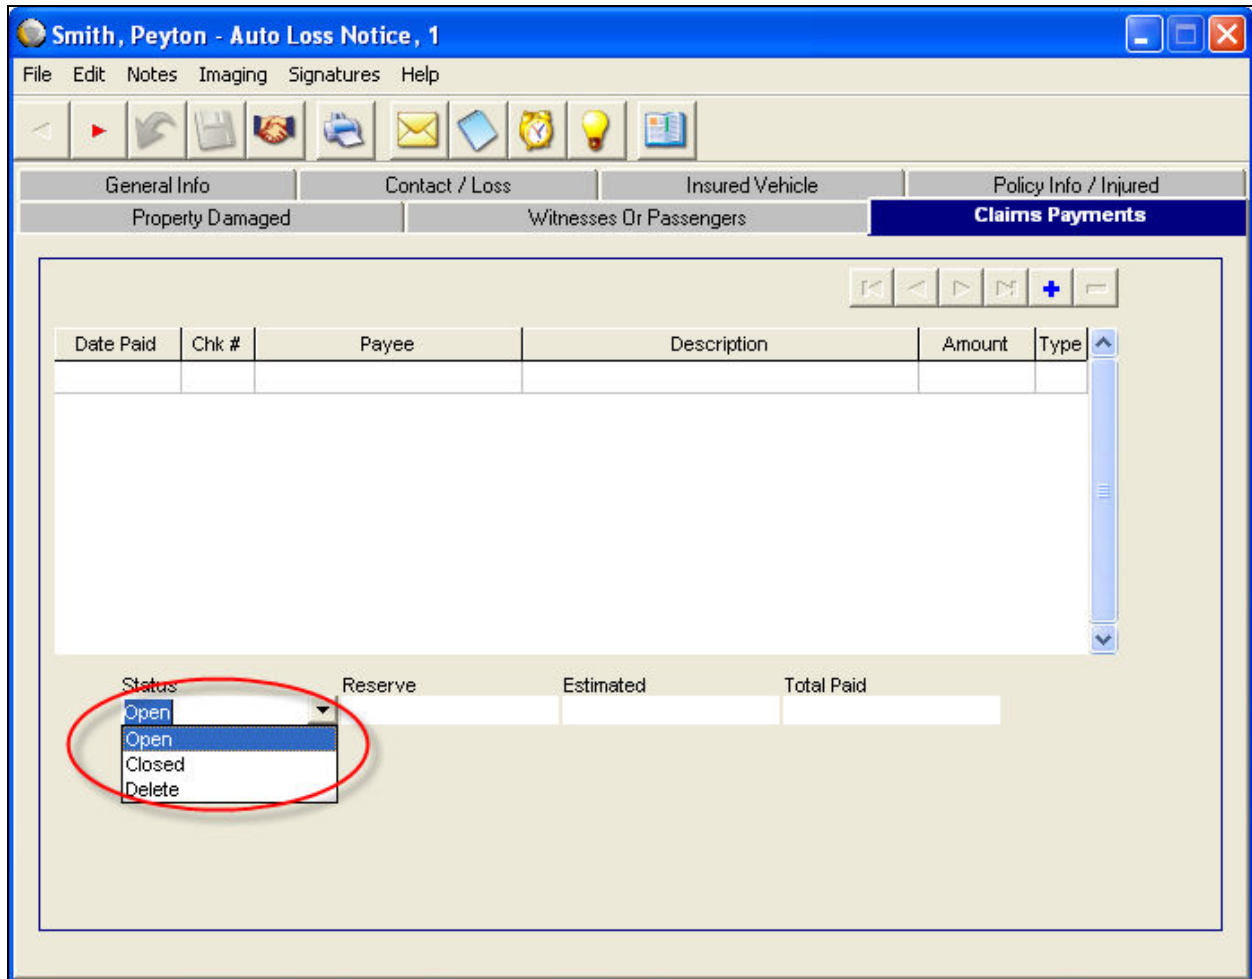 Smith, Peyton - Auto Loss Notice, 1
File Edit Notes Imaging Signatures Help
General Info Contact / Loss Insured Vehicle Policy Info / Injured
Property Damaged Witnesses Or Passengers Claims Payments
Date Paid Chk # Payee Description Amount Type
Status Reserve Estimated Total Paid
Open
Open
Closed
Delete